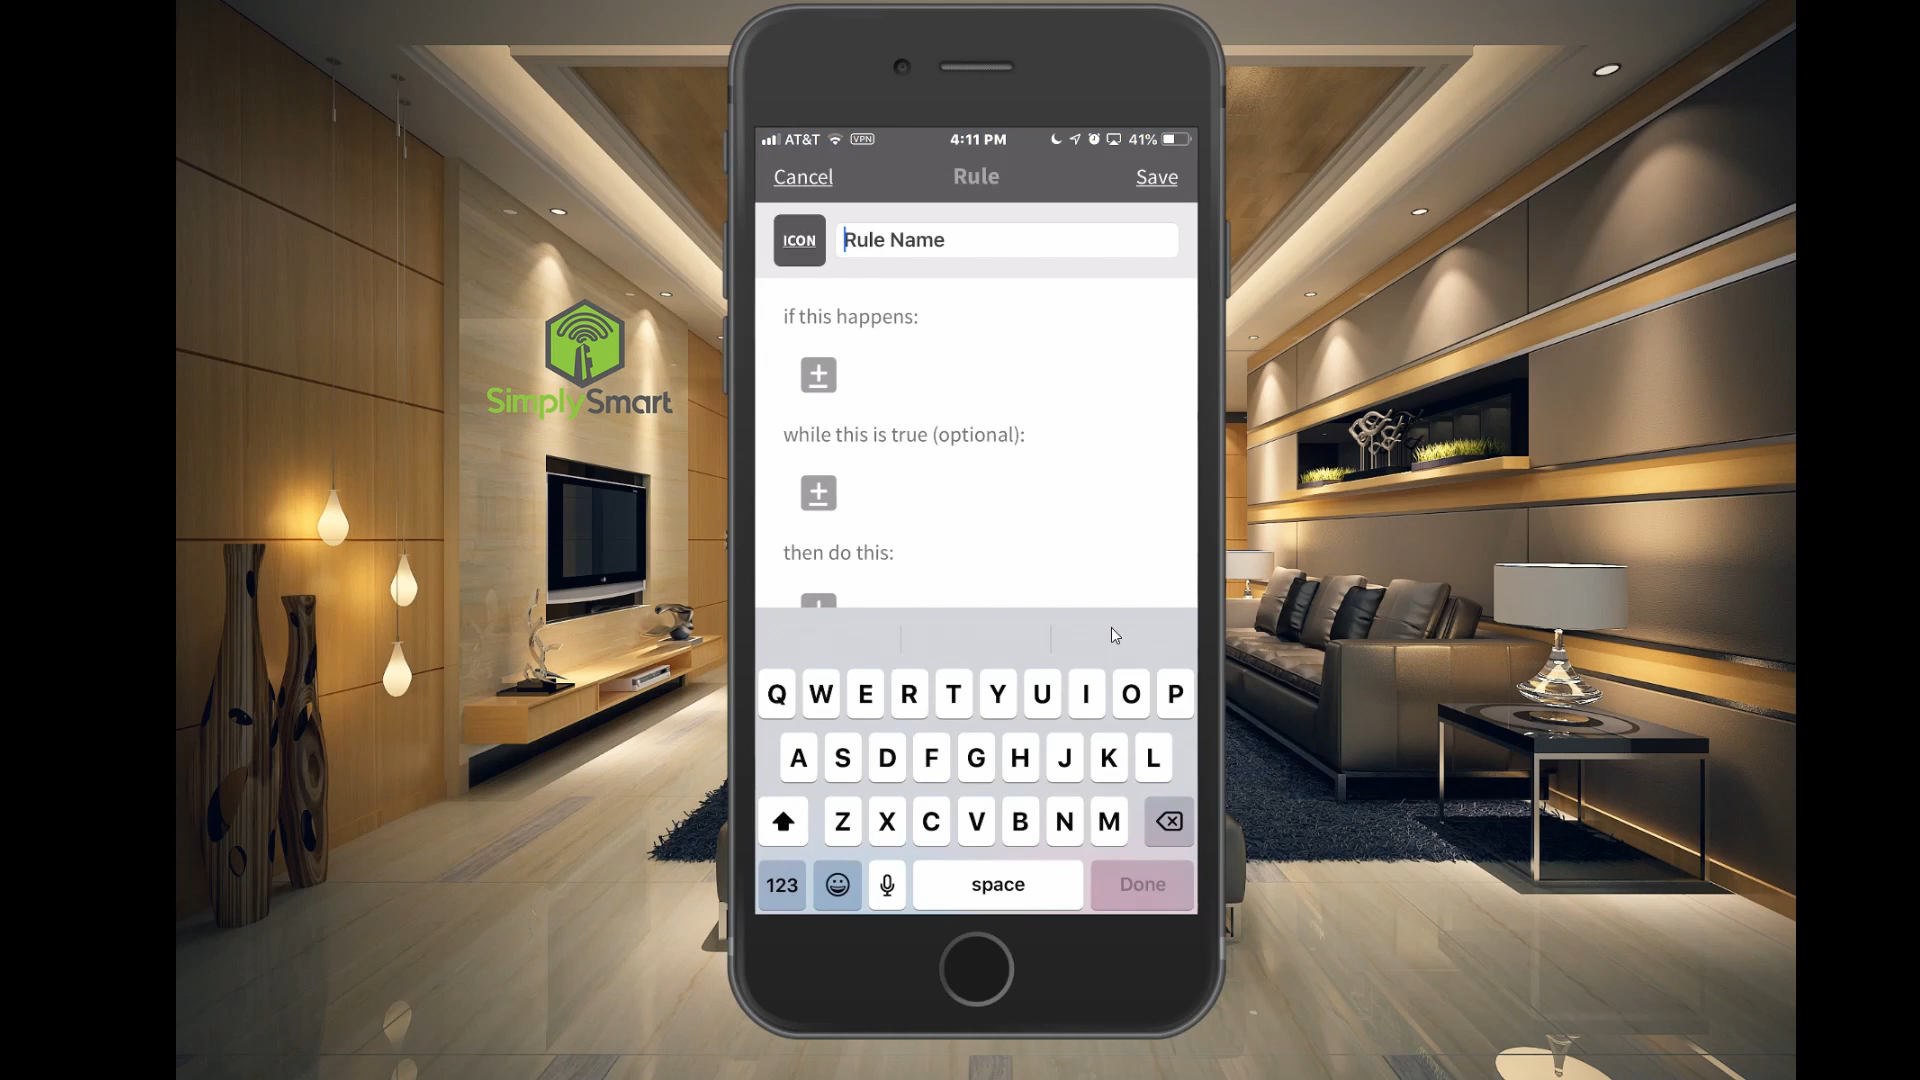 AT&T VPN 4:11 PM 41%
Cancel Rule Save
ICON Rule Name
if this happens:
while this is true (optional):
then do this:
SimplySmart
Q W E R T Y U I O P
A S D F G H J K L
Z X C V B N M
123 space Done